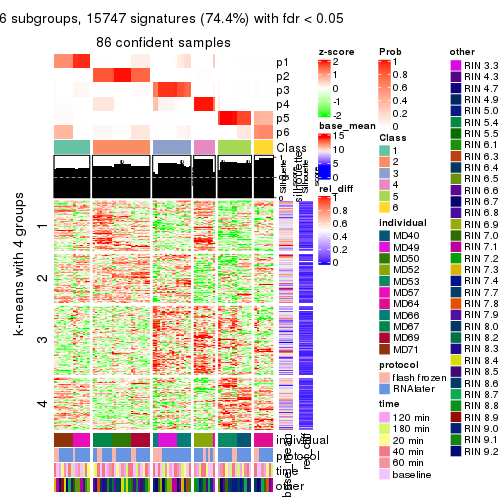 6 subgroups, 15747 signatures (74.4%) with fdr < 0.05
86 confident samples
p1
p2
p3
p4
p5
p6
Class
silhouette
k-means with 4 groups
1
2
3
4
individual
protocol
time
other
base_mean
rel_diff
z-score
2
1
0
-1
-2
base_mean
15
10
5
0
rel_diff
1
0.8
0.6
0.4
0.2
0
Prob
1
0.8
0.6
0.4
0.2
0
Class
1
2
3
4
5
6
individual
MD40
MD49
MD50
MD52
MD53
MD57
MD64
MD66
MD67
MD69
MD71
protocol
flash frozen
RNAlater
time
120 min
180 min
20 min
40 min
60 min
baseline
other
RIN 3.3
RIN 4.3
RIN 4.7
RIN 4.9
RIN 5.0
RIN 5.4
RIN 5.5
RIN 6.1
RIN 6.3
RIN 6.4
RIN 6.5
RIN 6.6
RIN 6.7
RIN 6.8
RIN 6.9
RIN 7.0
RIN 7.1
RIN 7.2
RIN 7.3
RIN 7.4
RIN 7.7
RIN 7.8
RIN 7.9
RIN 8.0
RIN 8.2
RIN 8.3
RIN 8.4
RIN 8.5
RIN 8.6
RIN 8.7
RIN 8.8
RIN 8.9
RIN 9.0
RIN 9.1
RIN 9.2